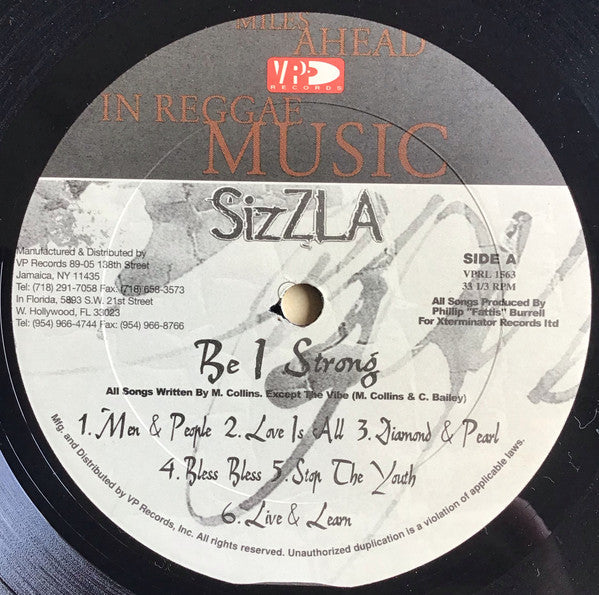 MILES
AHEAD
VP
RECORDS
IN REGGAE
MUSIC
SizZLA
Manufactured & Distributed by
VP Records 89-05 138th Street
Jamaica, NY 11435
Tel: (718) 291-7058 Fax: (718) 658-3573
In Florida, 5893 S.W. 21st Street
W. Hollywood, FL 33023
Tel: (954) 966-4744 Fax: (954) 966-8766
SIDE A
VPRL 1563
33 1/3 RPM
All Songs Produced By
Phillip "Fattis" Burrell
For Xterminator Records ltd
Be I Strong
All Songs Written By M. Collins. Except The Vibe (M. Collins & C. Bailey)
1. Men & People 2. Love Is All 3. Diamond & Pearl
4. Bless Bless 5. Stop The Youth
6. Live & Learn
Mfg. and Distributed by VP Records, Inc. All rights reserved. Unauthorized duplication is a violation of applicable laws.